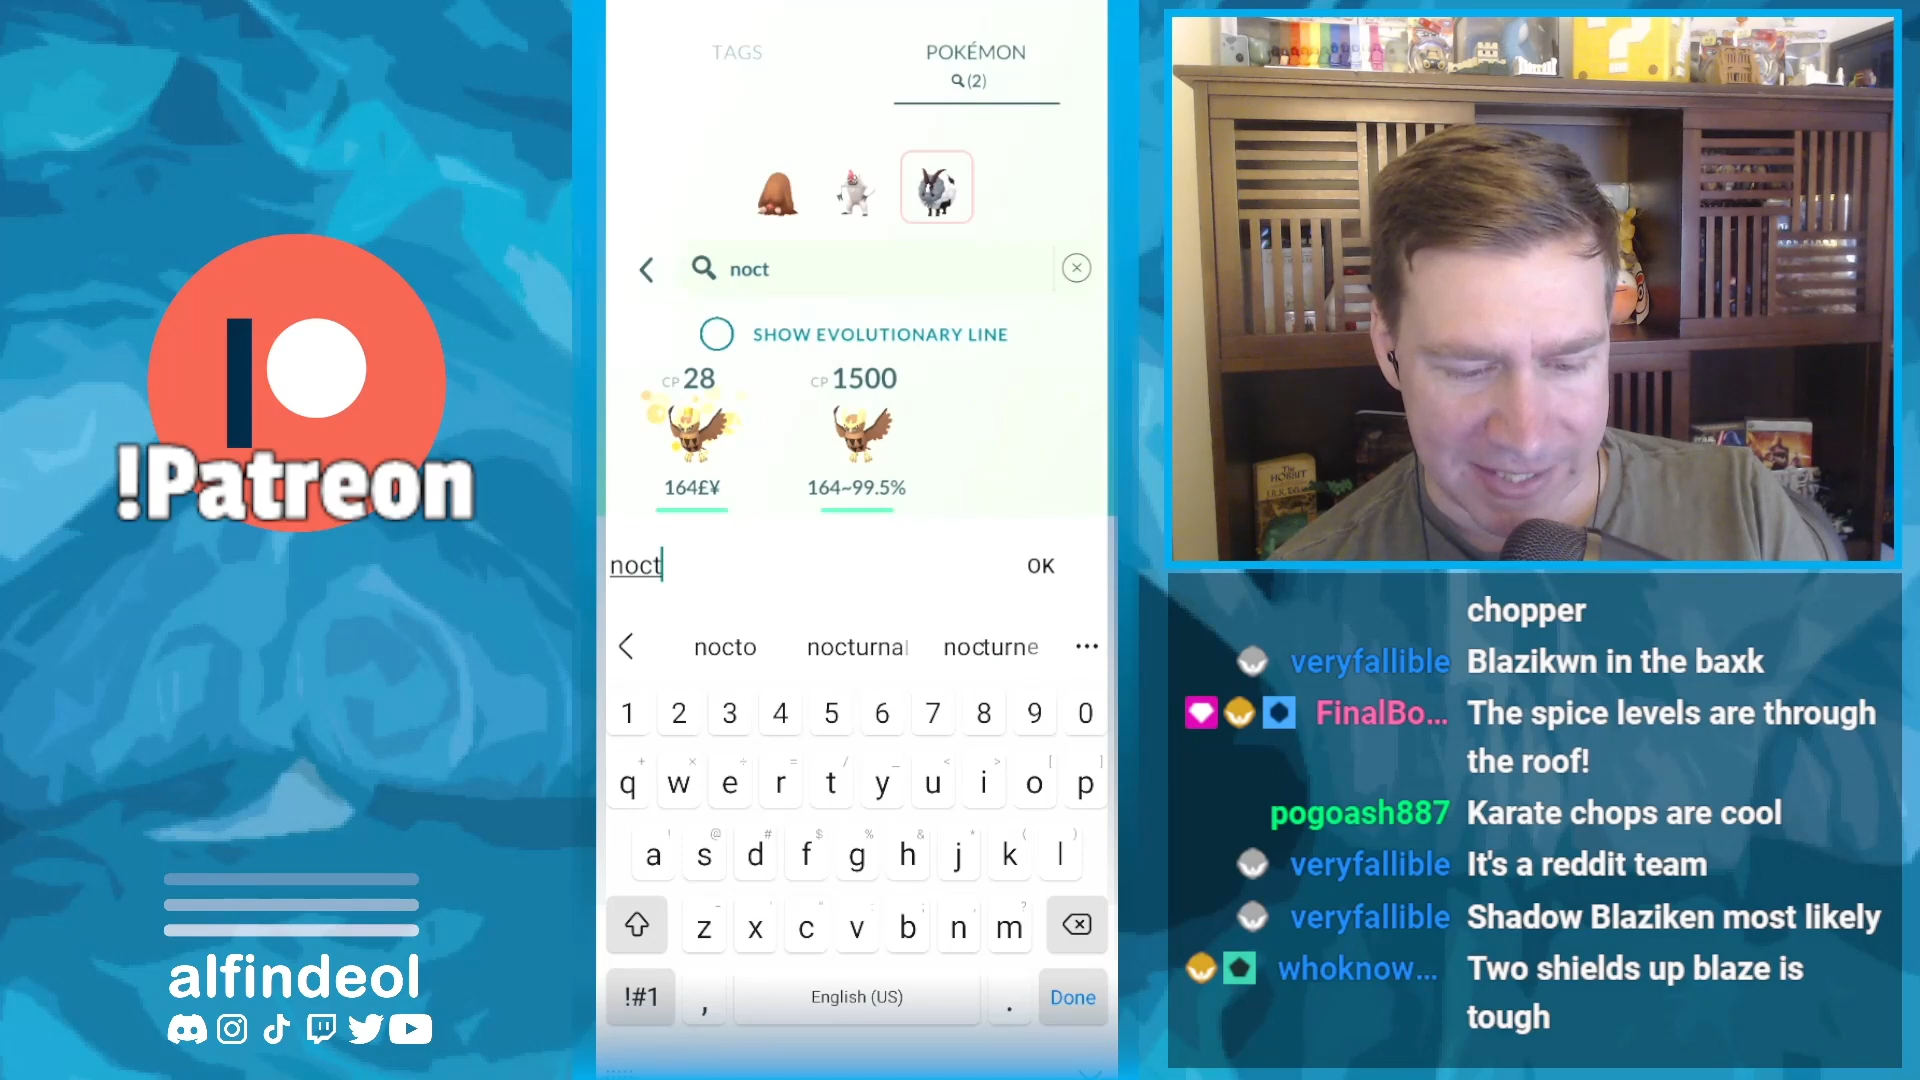 TAGS
POKÉMON
(2)
noct
SHOW EVOLUTIONARY LINE
CP 28
CP 1500
164£¥
164~99.5%
noct
OK
nocto
nocturnal
nocturne
1 2 3 4 5 6 7 8 9 0
q w e r t y u i o p
a s d f g h j k l
z x c v b n m
!#1 , English (US) . Done
!Patreon
alfindeol
THE HOBBIT
J.R.R. TOLKIEN
chopper
veryfallible Blazikwn in the baxk
FinalBo... The spice levels are through
the roof!
pogoash887 Karate chops are cool
veryfallible It's a reddit team
veryfallible Shadow Blaziken most likely
whoknow... Two shields up blaze is
tough